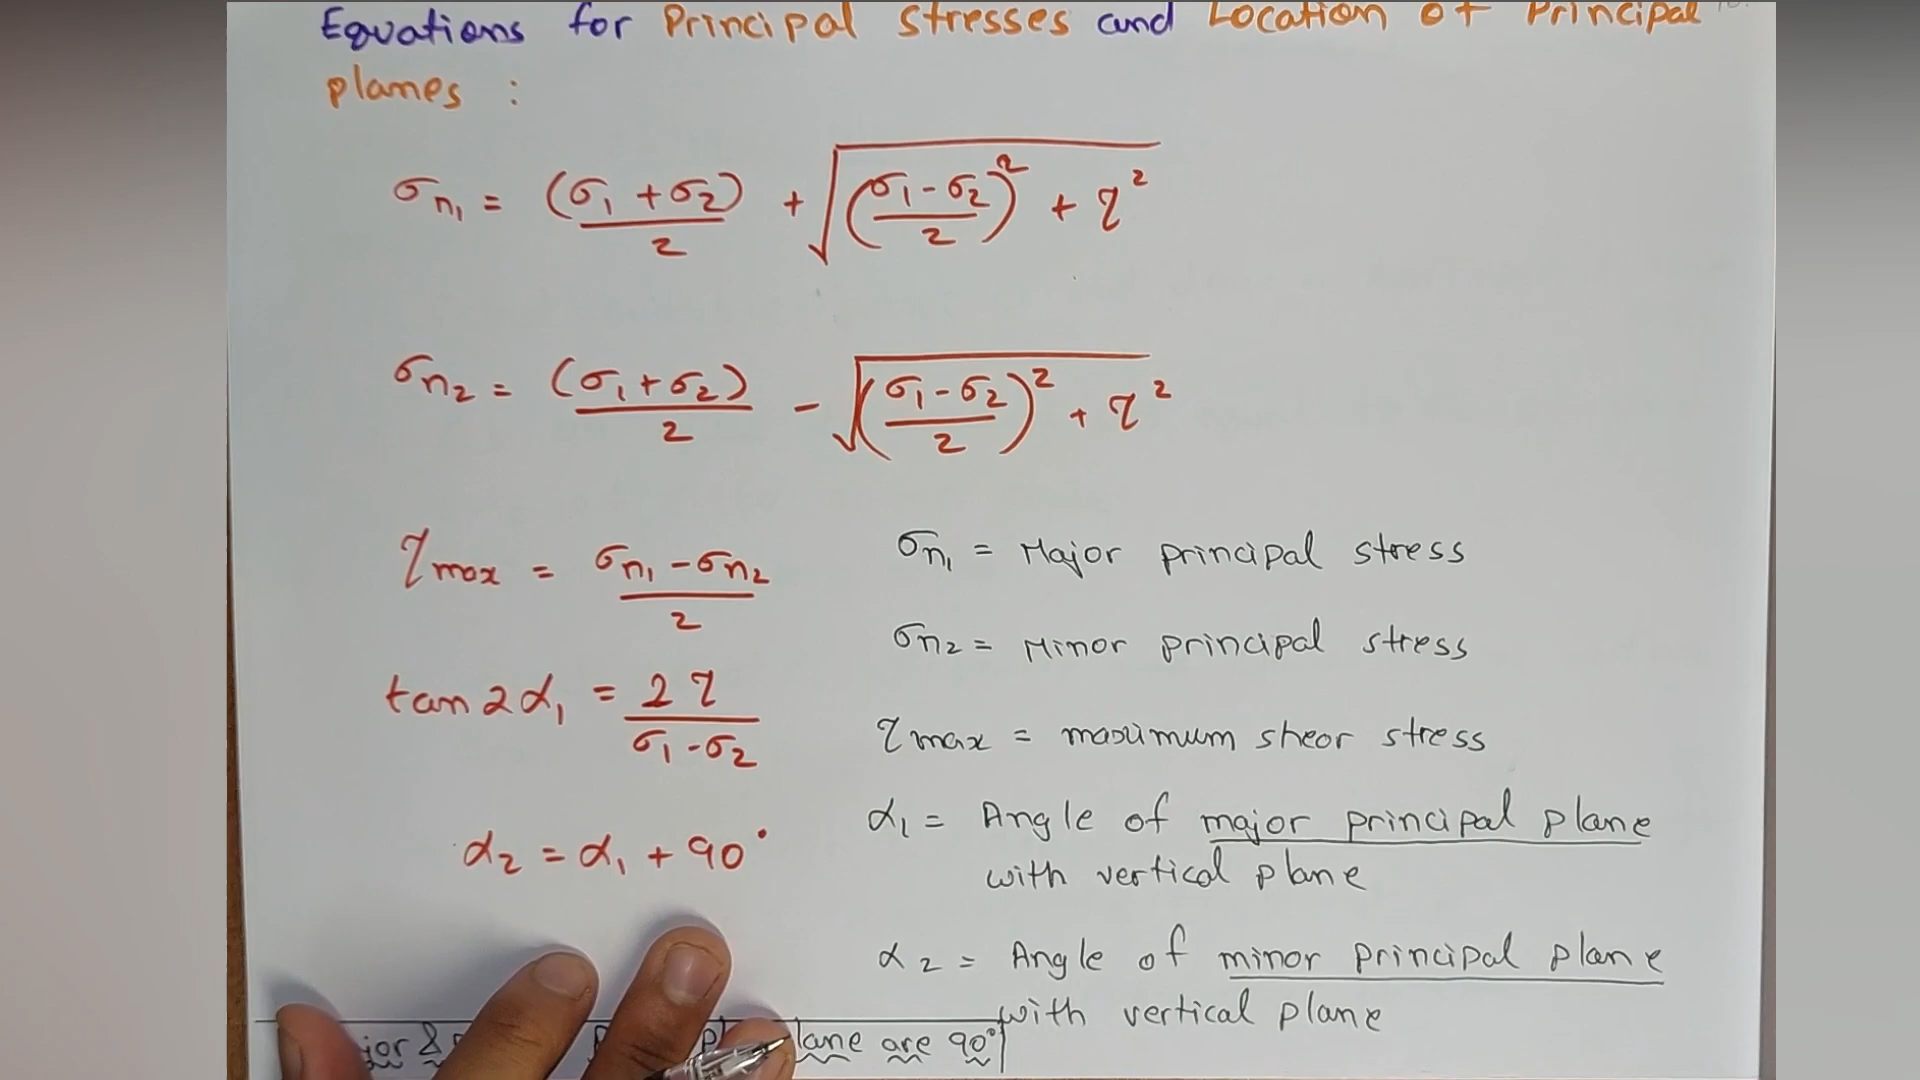 Equations for Principal stresses and Location of Principal
planes :
σn₁ = (σ₁ + σ₂)/2 + √((σ₁ - σ₂)/2)² + τ²
σn₂ = (σ₁ + σ₂)/2 - √((σ₁ - σ₂)/2)² + τ²
τmax = (σn₁ - σn₂)/2
tan 2α₁ = 2τ/(σ₁ - σ₂)
α₂ = α₁ + 90°
σn₁ = Major principal stress
σn₂ = Minor principal stress
τmax = maximum shear stress
α₁ = Angle of major principal plane
with vertical plane
α₂ = Angle of minor principal plane
with vertical plane
&
are 90°